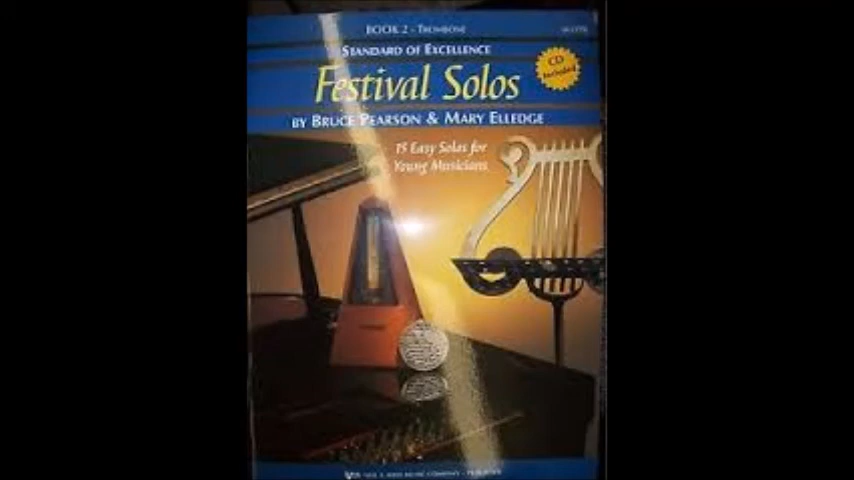 BOOK 2 - TROMBONE
STANDARD OF EXCELLENCE
Festival Solos
CD
Included
BY BRUCE PEARSON & MARY ELLEDGE
15 Easy Solos for
Young Musicians